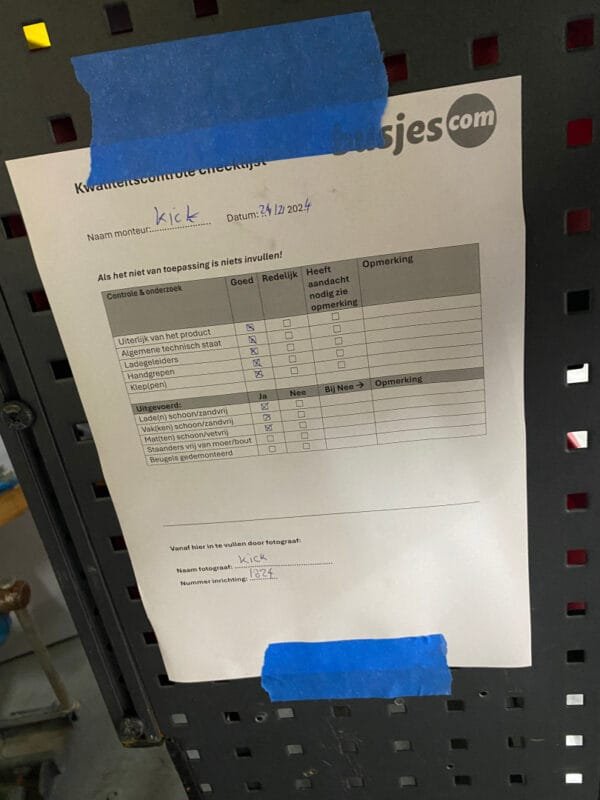 busjes com
Kwaliteitscontrole checklist
Naam monteur: kick Datum: 24/12/2024
Als het niet van toepassing is niets invullen!
Controle & onderzoek Goed Redelijk Heeft aandacht nodig zie opmerking Opmerking
Uiterlijk van het product ☒ ☐ ☐
Algemene technisch staat ☒ ☐ ☐
Ladegeleiders ☒ ☐ ☐
Handgrepen ☒ ☐ ☐
Klep(pen) ☒ ☐ ☐
Uitgevoerd: Ja Nee Bij Nee → Opmerking
Lade(n) schoon/zandvrij ☒ ☐
Vak(ken) schoon/zandvrij ☒ ☐
Mat(ten) schoon/vetvrij ☒ ☐
Staanders vrij van moer/bout ☐ ☐
Beugels gedemonteerd ☐ ☐
Vanaf hier in te vullen door fotograaf:
Naam fotograaf: kick
Nummer inrichting: 1824